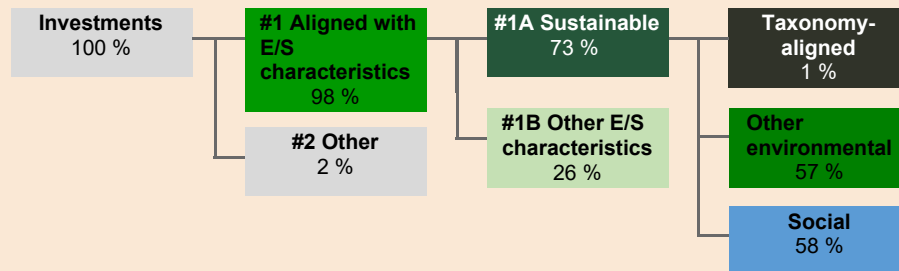 Investments
100 %
#1 Aligned with
E/S
characteristics
98 %
#2 Other
2 %
#1A Sustainable
73 %
#1B Other E/S
characteristics
26 %
Taxonomy-
aligned
1 %
Other
environmental
57 %
Social
58 %